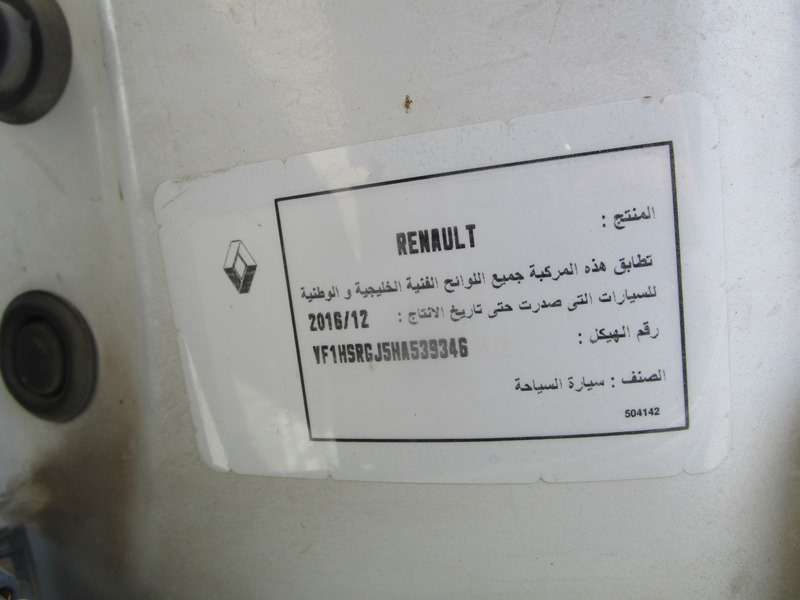 المنتج : RENAULT
تطابق هذه المركبة جميع اللوائح الفنية الخليجية و الوطنية
للسيارات التى صدرت حتى تاريخ الانتاج : 2016/12
رقم الهيكل : VF1HSRGJ5HA539346
الصنف : سيارة السياحة
504142